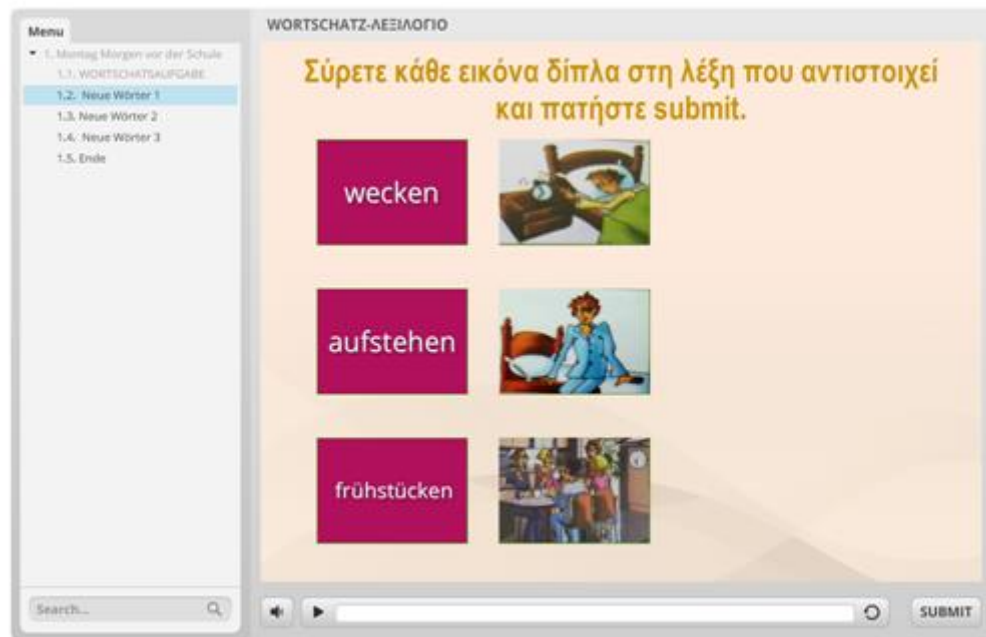 Menu
1. Montag Morgen vor der Schule
1.1. WORTSCHATSAUFGABE
1.2. Neue Wörter 1
1.3. Neue Wörter 2
1.4. Neue Wörter 3
1.5. Ende
Search...
WORTSCHATZ-ΛΕΞΙΛΟΓΙΟ
Σύρετε κάθε εικόνα δίπλα στη λέξη που αντιστοιχεί
και πατήστε submit.
wecken
aufstehen
frühstücken
SUBMIT